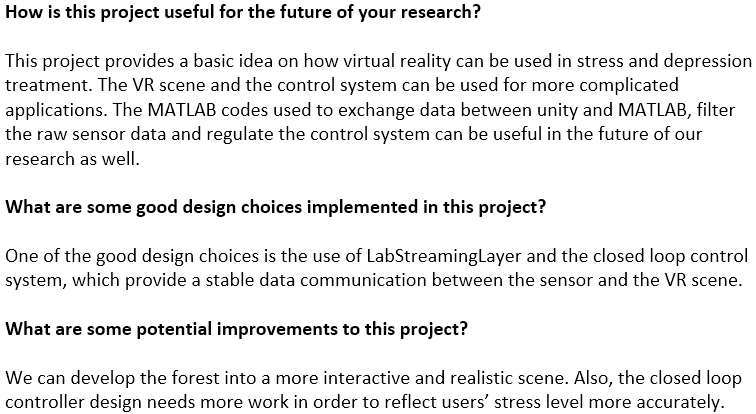 How is this project useful for the future of your research?
This project provides a basic idea on how virtual reality can be used in stress and depression
treatment. The VR scene and the control system can be used for more complicated
applications. The MATLAB codes used to exchange data between unity and MATLAB, filter
the raw sensor data and regulate the control system can be useful in the future of our
research as well.
What are some good design choices implemented in this project?
One of the good design choices is the use of LabStreamingLayer and the closed loop control
system, which provide a stable data communication between the sensor and the VR scene.
What are some potential improvements to this project?
We can develop the forest into a more interactive and realistic scene. Also, the closed loop
controller design needs more work in order to reflect users’ stress level more accurately.